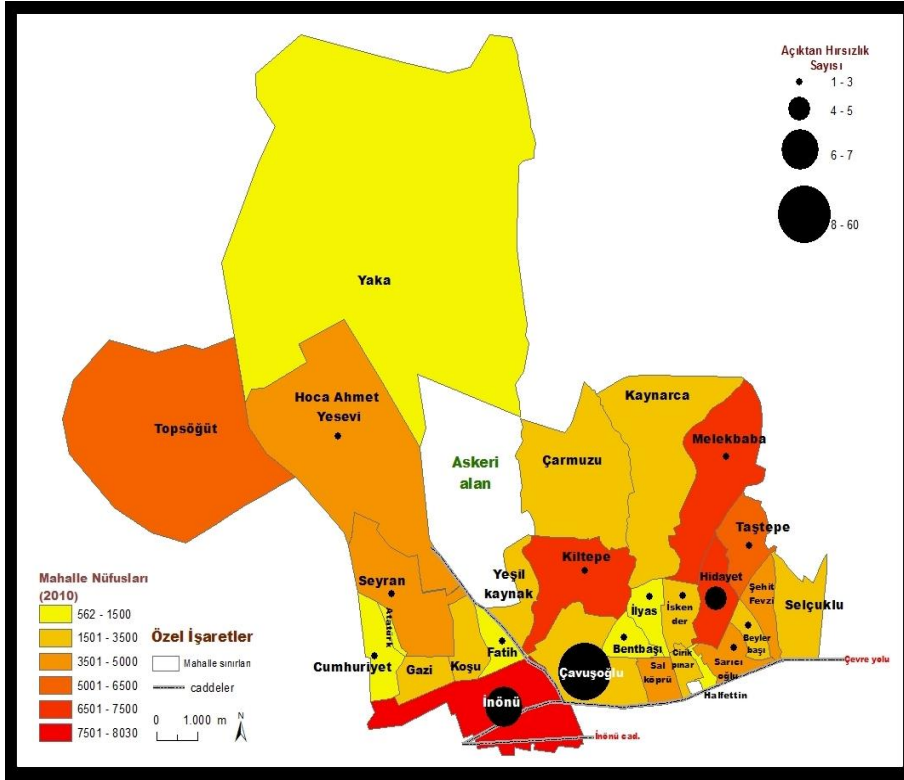 Açıktan Hırsızlık
Sayısı
1 - 3
4 - 5
6 - 7
8 - 60
Yaka
Hoca Ahmet
Yesevi
Topsöğüt
Kaynarca
Melekbaba
Askeri
alan
Çarmuzu
Taştepe
Kiltepe
Yeşil
kaynak
Hidayet
Şehit
Fevzi
Selçuklu
Seyran
Atatürk
İlyas
İsken
der
Beyler
başı
Fatih
Bentbaşı
Cirik
pınar
Sarıcı
oğlu
Cumhuriyet
Gazi
Koşu
Çavuşoğlu
Sal
köprü
Halfettin
Çevre yolu
İnönü
İnönü cad.
Mahalle Nüfusları
(2010)
562 - 1500
1501 - 3500
3501 - 5000
5001 - 6500
6501 - 7500
7501 - 8030
Özel İşaretler
Mahalle sınırları
caddeler
0 1.000 m
N